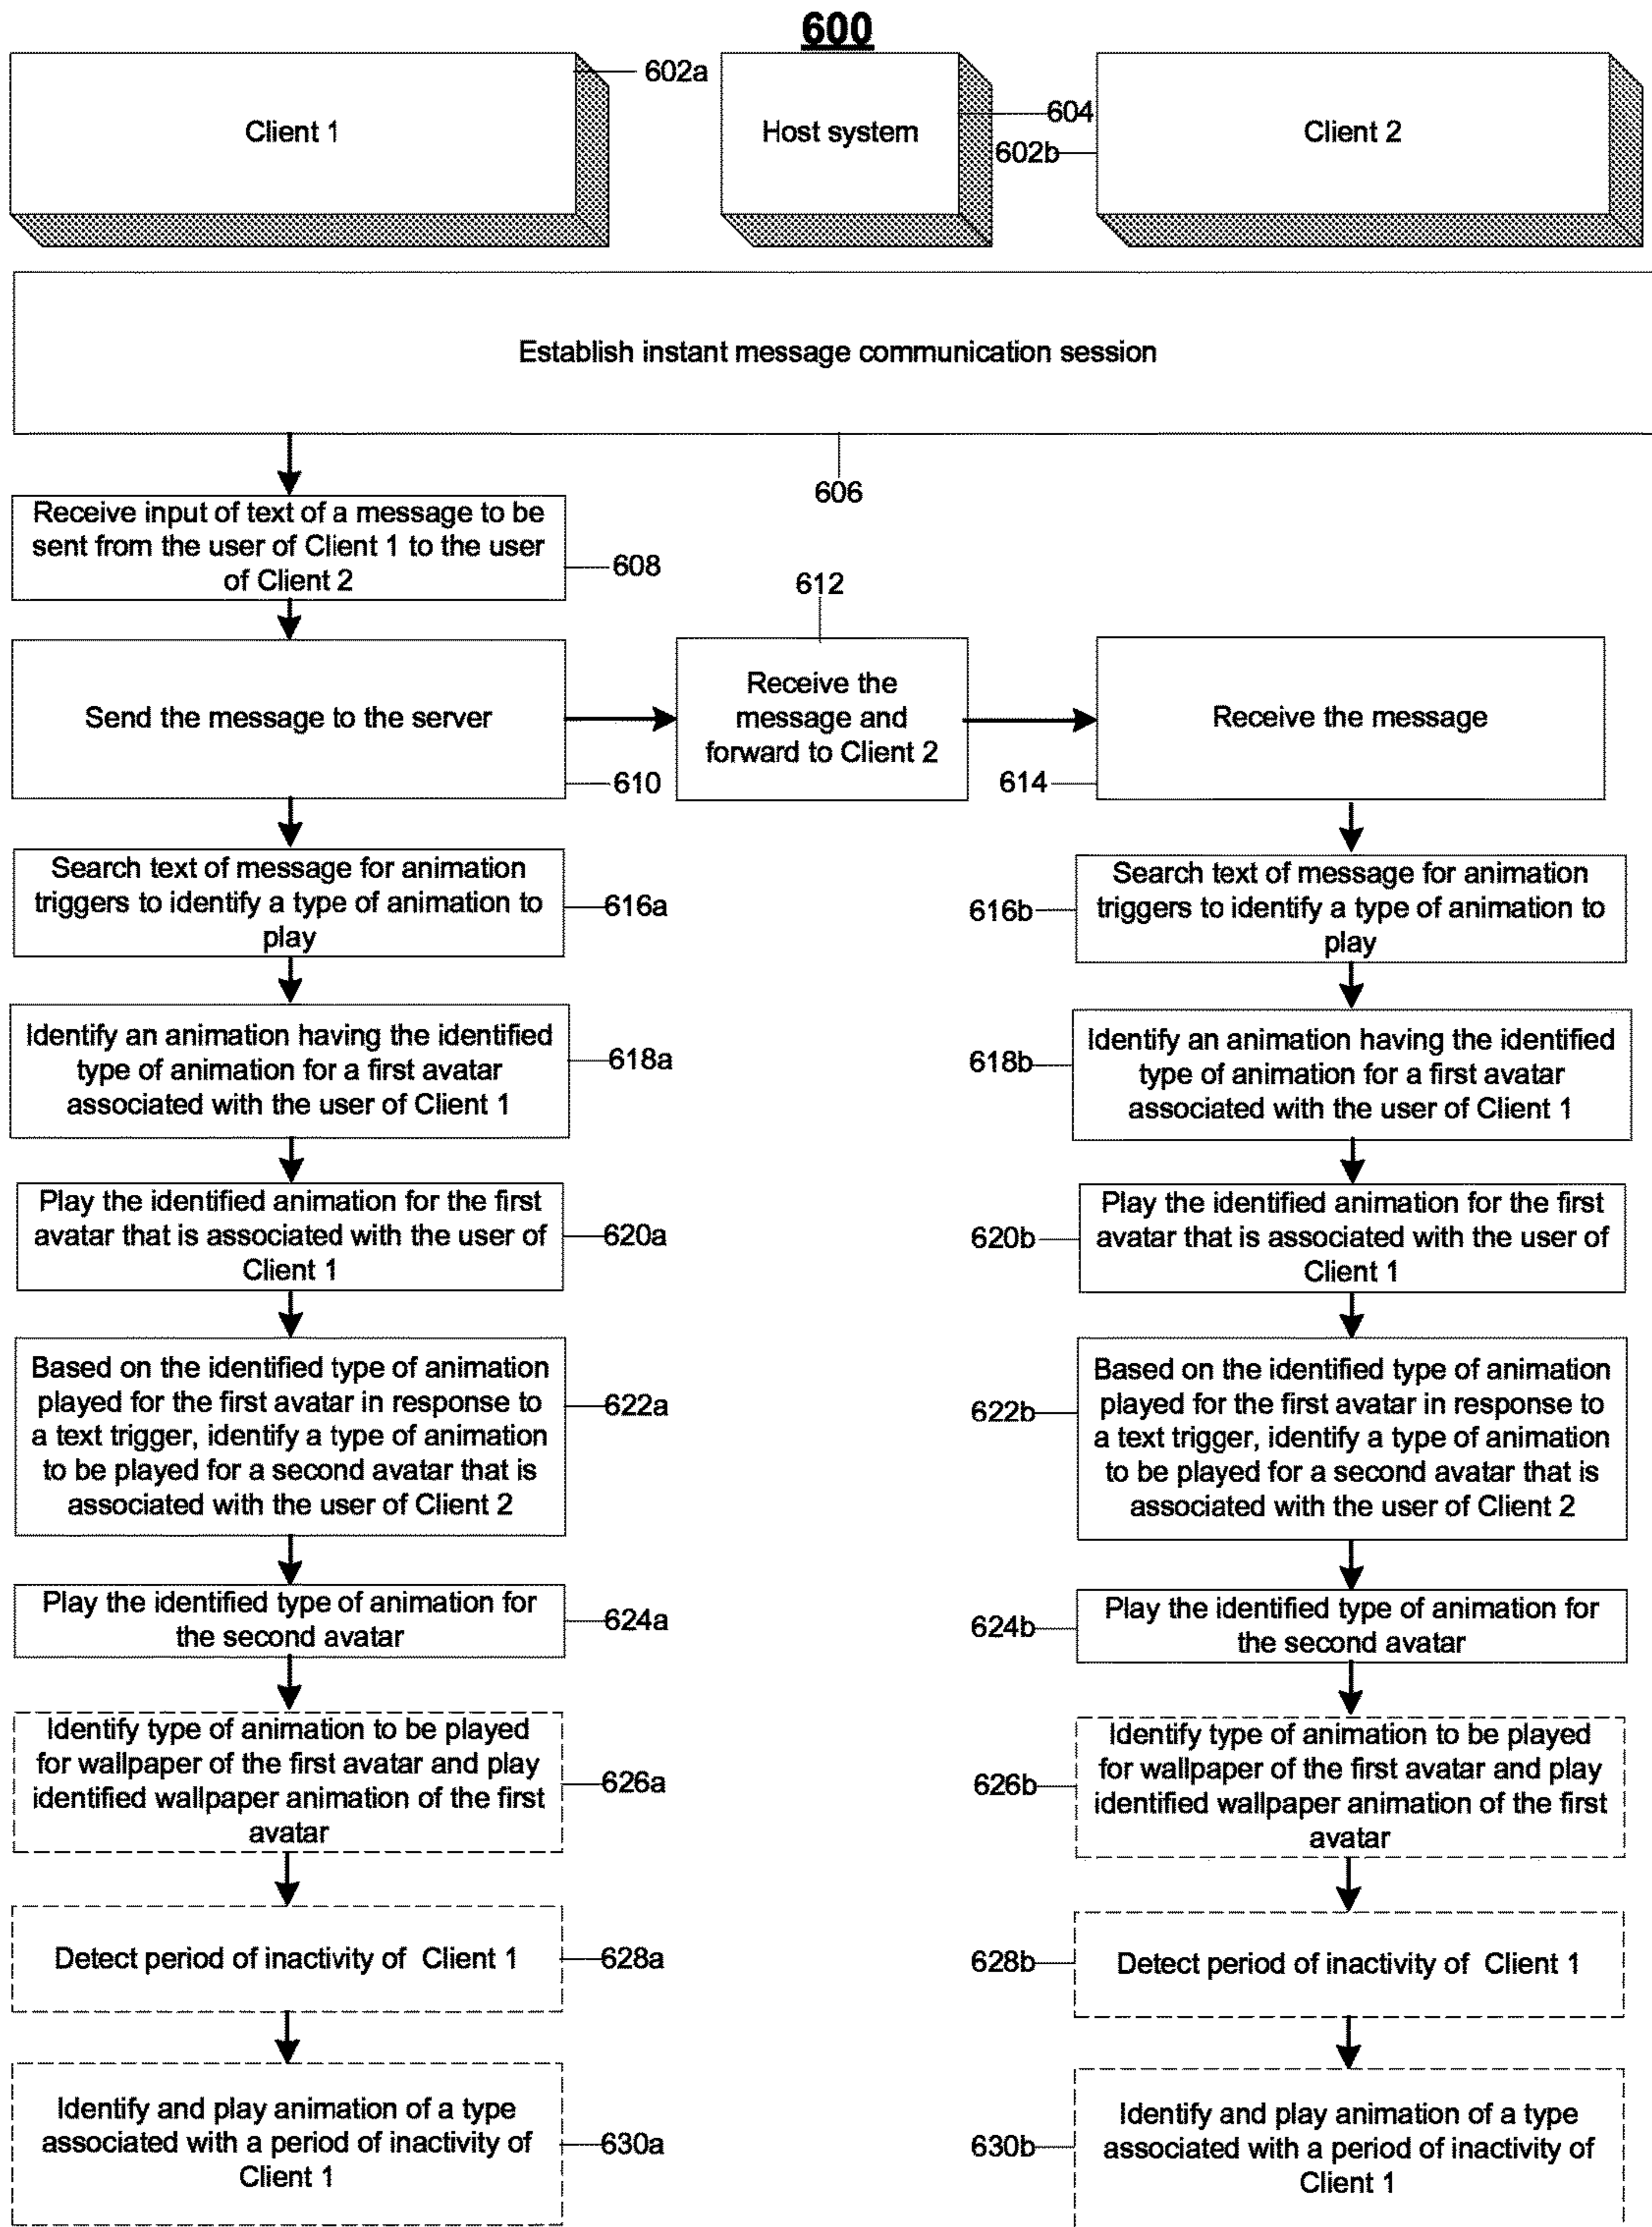 600
Client 1
602a
Host system
604
602b
Client 2
Establish instant message communication session
606
Receive input of text of a message to be
sent from the user of Client 1 to the user
of Client 2
608
Send the message to the server
610
612
Receive the
message and
forward to Client 2
Receive the message
614
Search text of message for animation
triggers to identify a type of animation to
play
616a
616b
Search text of message for animation
triggers to identify a type of animation to
play
Identify an animation having the identified
type of animation for a first avatar
associated with the user of Client 1
618a
618b
Identify an animation having the identified
type of animation for a first avatar
associated with the user of Client 1
Play the identified animation for the first
avatar that is associated with the user of
Client 1
620a
620b
Play the identified animation for the first
avatar that is associated with the user of
Client 1
Based on the identified type of animation
played for the first avatar in response to
a text trigger, identify a type of animation
to be played for a second avatar that is
associated with the user of Client 2
622a
622b
Based on the identified type of animation
played for the first avatar in response to
a text trigger, identify a type of animation
to be played for a second avatar that is
associated with the user of Client 2
Play the identified type of animation for
the second avatar
624a
624b
Play the identified type of animation for
the second avatar
Identify type of animation to be played
for wallpaper of the first avatar and play
identified wallpaper animation of the first
avatar
626a
626b
Identify type of animation to be played
for wallpaper of the first avatar and play
identified wallpaper animation of the first
avatar
Detect period of inactivity of Client 1
628a
628b
Detect period of inactivity of Client 1
Identify and play animation of a type
associated with a period of inactivity of
Client 1
630a
630b
Identify and play animation of a type
associated with a period of inactivity of
Client 1